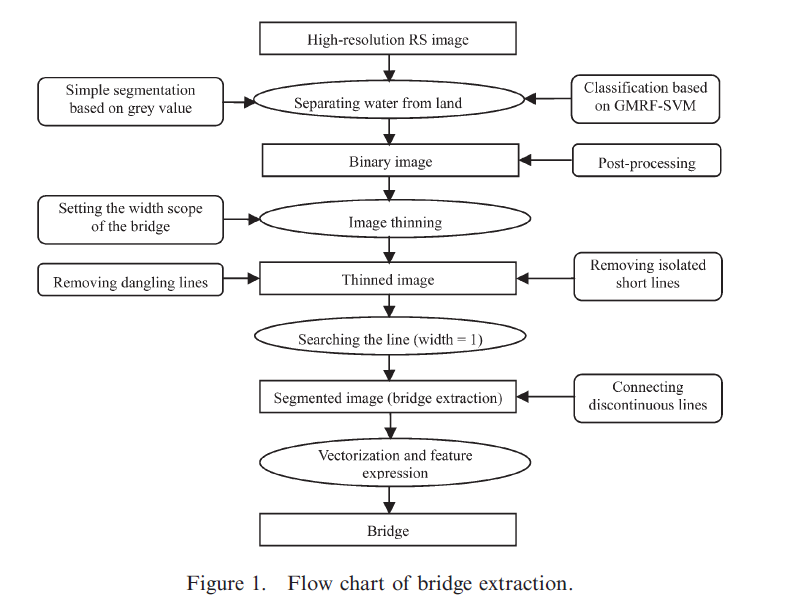 High-resolution RS image
Simple segmentation
based on grey value
Separating water from land
Classification based
on GMRF-SVM
Binary image
Post-processing
Setting the width scope
of the bridge
Image thinning
Removing dangling lines
Thinned image
Removing isolated
short lines
Searching the line (width = 1)
Segmented image (bridge extraction)
Connecting
discontinuous lines
Vectorization and feature
expression
Bridge
Figure 1. Flow chart of bridge extraction.